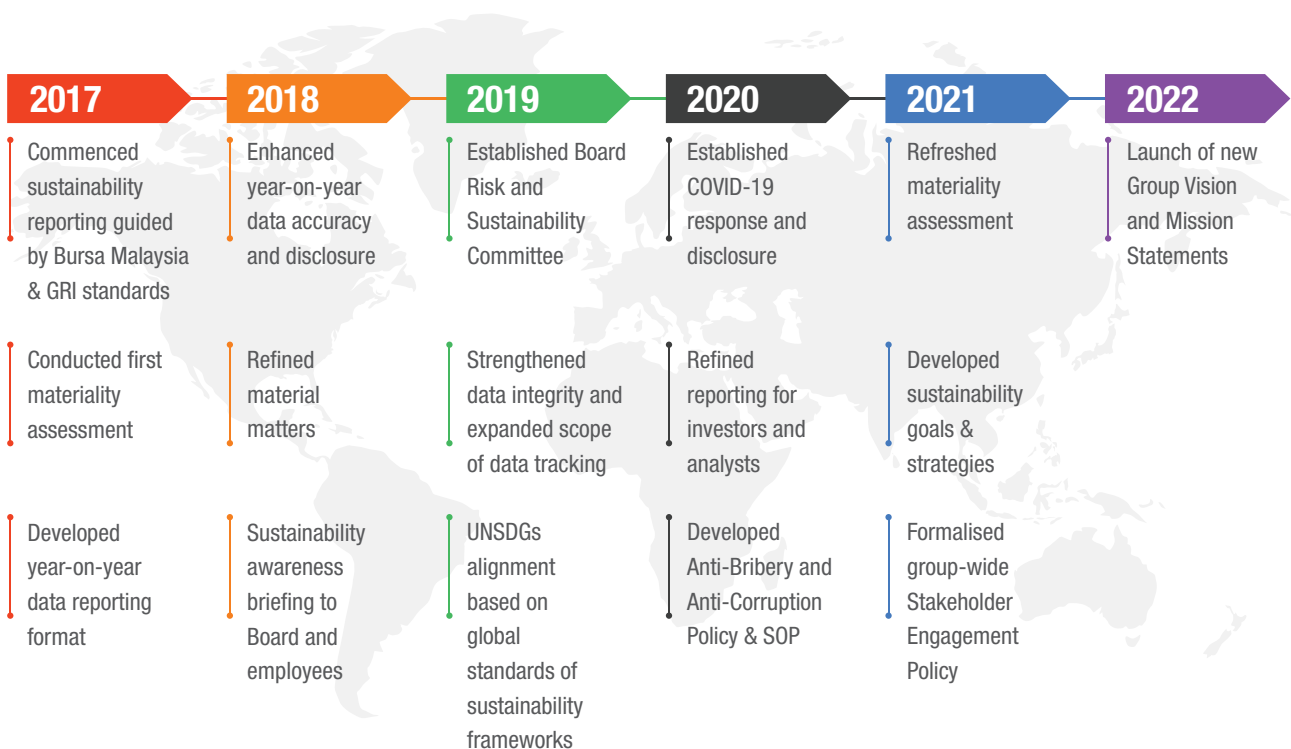 2017
Commenced
sustainability
reporting guided
by Bursa Malaysia
& GRI standards
Conducted first
materiality
assessment
Developed
year-on-year
data reporting
format
2018
Enhanced
year-on-year
data accuracy
and disclosure
Refined
material
matters
Sustainability
awareness
briefing to
Board and
employees
2019
Established Board
Risk and
Sustainability
Committee
Strengthened
data integrity and
expanded scope
of data tracking
UNSDGs
alignment
based on
global
standards of
sustainability
frameworks
2020
Established
COVID-19
response and
disclosure
Refined
reporting for
investors and
analysts
Developed
Anti-Bribery and
Anti-Corruption
Policy & SOP
2021
Refreshed
materiality
assessment
Developed
sustainability
goals &
strategies
Formalised
group-wide
Stakeholder
Engagement
Policy
2022
Launch of new
Group Vision
and Mission
Statements